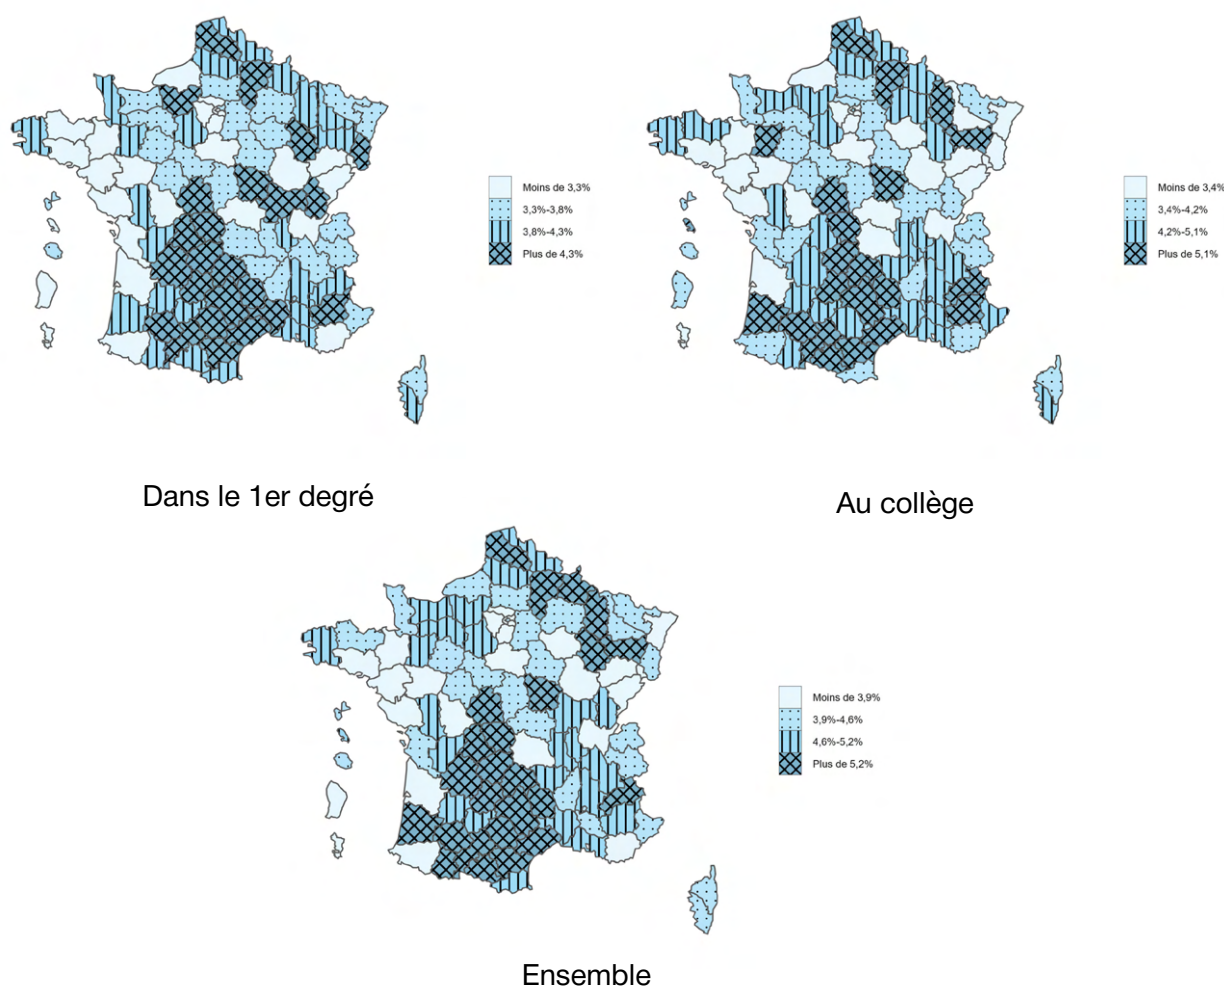 Moins de 3,3%
3,3%-3,8%
3,8%-4,3%
Plus de 4,3%
Moins de 3,4%
3,4%-4,2%
4,2%-5,1%
Plus de 5,1%
Dans le 1er degré
Au collège
Moins de 3,9%
3,9%-4,6%
4,6%-5,2%
Plus de 5,2%
Ensemble